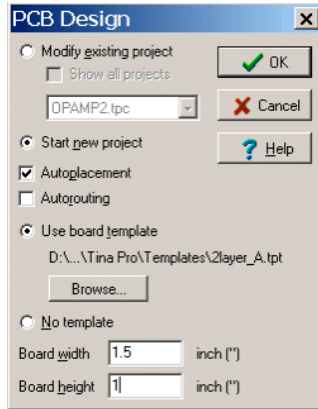 PCB Design
Modify existing project
OK
Show all projects
OPAMP2.tpc
Cancel
Start new project
Help
Autoplacement
Autorouting
Use board template
D:\...\Tina Pro\Templates\2layer_A.tpt
Browse...
No template
Board width 1.5 inch (")
Board height 1 inch (")